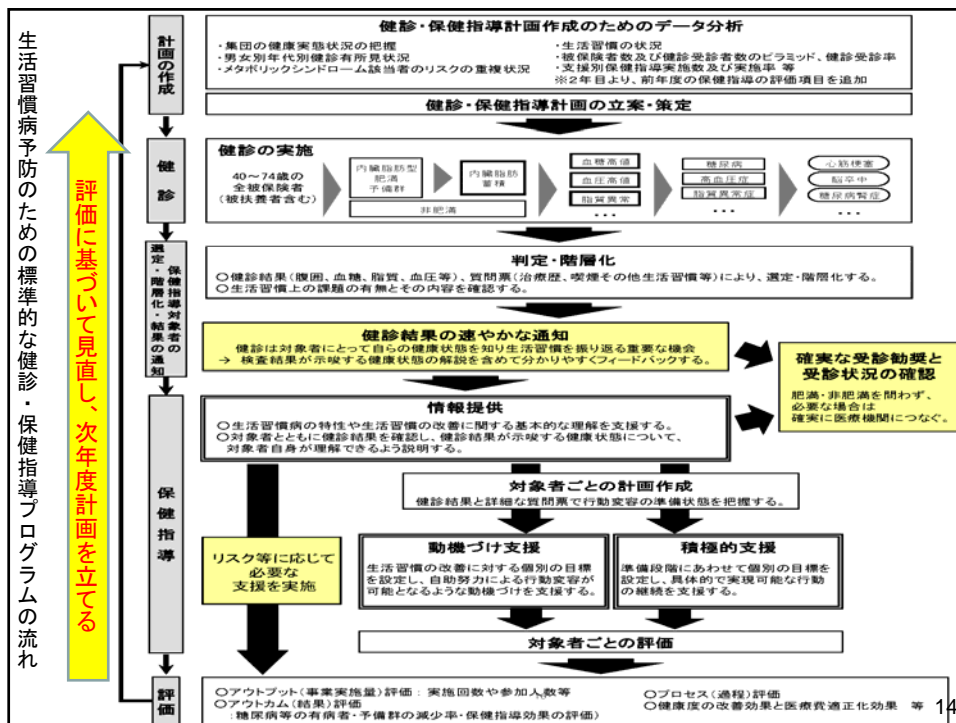 生活習慣病予防のための標準的な健診・保健指導プログラムの流れ
評価に基づいて見直し、次年度計画を立てる
計画の作成
健診・保健指導計画作成のためのデータ分析
・集団の健康実態状況の把握
・男女別年代別健診有所見状況
・メタボリックシンドローム該当者のリスクの重複状況
・生活習慣の状況
・被保険者数及び健診受診者数のピラミッド、健診受診率
・支援別保健指導実施数及び実施率 等
※2年目より、前年度の保健指導の評価項目を追加
健診・保健指導計画の立案・策定
健診
健診の実施
40～74歳の
全被保険者
(被扶養者含む)
内臓脂肪型
肥満
予備群
内臓脂肪
蓄積
非肥満
血糖高値
血圧高値
脂質異常
・・・
糖尿病
高血圧症
脂質異常症
・・・
心筋梗塞
脳卒中
糖尿病腎症
・・・
保健指導対象者の
選定・階層化・結果の通知
判定・階層化
○健診結果(腹囲、血糖、脂質、血圧等)、質問票(治療歴、喫煙その他生活習慣等)により、選定・階層化する。
○生活習慣上の課題の有無とその内容を確認する。
健診結果の速やかな通知
健診は対象者にとって自らの健康状態を知り生活習慣を振り返る重要な機会
→ 検査結果が示唆する健康状態の解説を含めて分かりやすくフィードバックする。
確実な受診勧奨と
受診状況の確認
肥満・非肥満を問わず、
必要な場合は
確実に医療機関につなぐ。
保健指導
情報提供
○生活習慣病の特性や生活習慣の改善に関する基本的な理解を支援する。
○対象者とともに健診結果を確認し、健診結果が示唆する健康状態について、
対象者自身が理解できるよう説明する。
対象者ごとの計画作成
健診結果と詳細な質問票で行動変容の準備状態を把握する。
リスク等に応じて
必要な
支援を実施
動機づけ支援
生活習慣の改善に対する個別の目標
を設定し、自助努力による行動変容が
可能となるような動機づけを支援する。
積極的支援
準備段階にあわせて個別の目標を
設定し、具体的で実現可能な行動
の継続を支援する。
対象者ごとの評価
評価
○アウトプット(事業実施量)評価 : 実施回数や参加人数等
○アウトカム(結果)評価
:糖尿病等の有病者・予備群の減少率・保健指導効果の評価)
○プロセス(過程)評価
○健康度の改善効果と医療費適正化効果 等
14